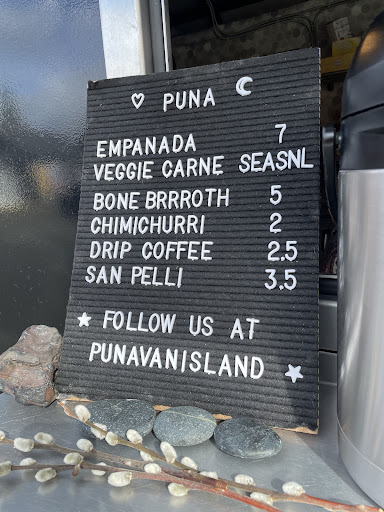 PUNA
EMPANADA 7
VEGGIE CARNE SEASNL
BONE BRRROTH 5
CHIMICHURRI 2
DRIP COFFEE 2.5
SAN PELLI 3.5
FOLLOW US AT
PUNAVANISLAND